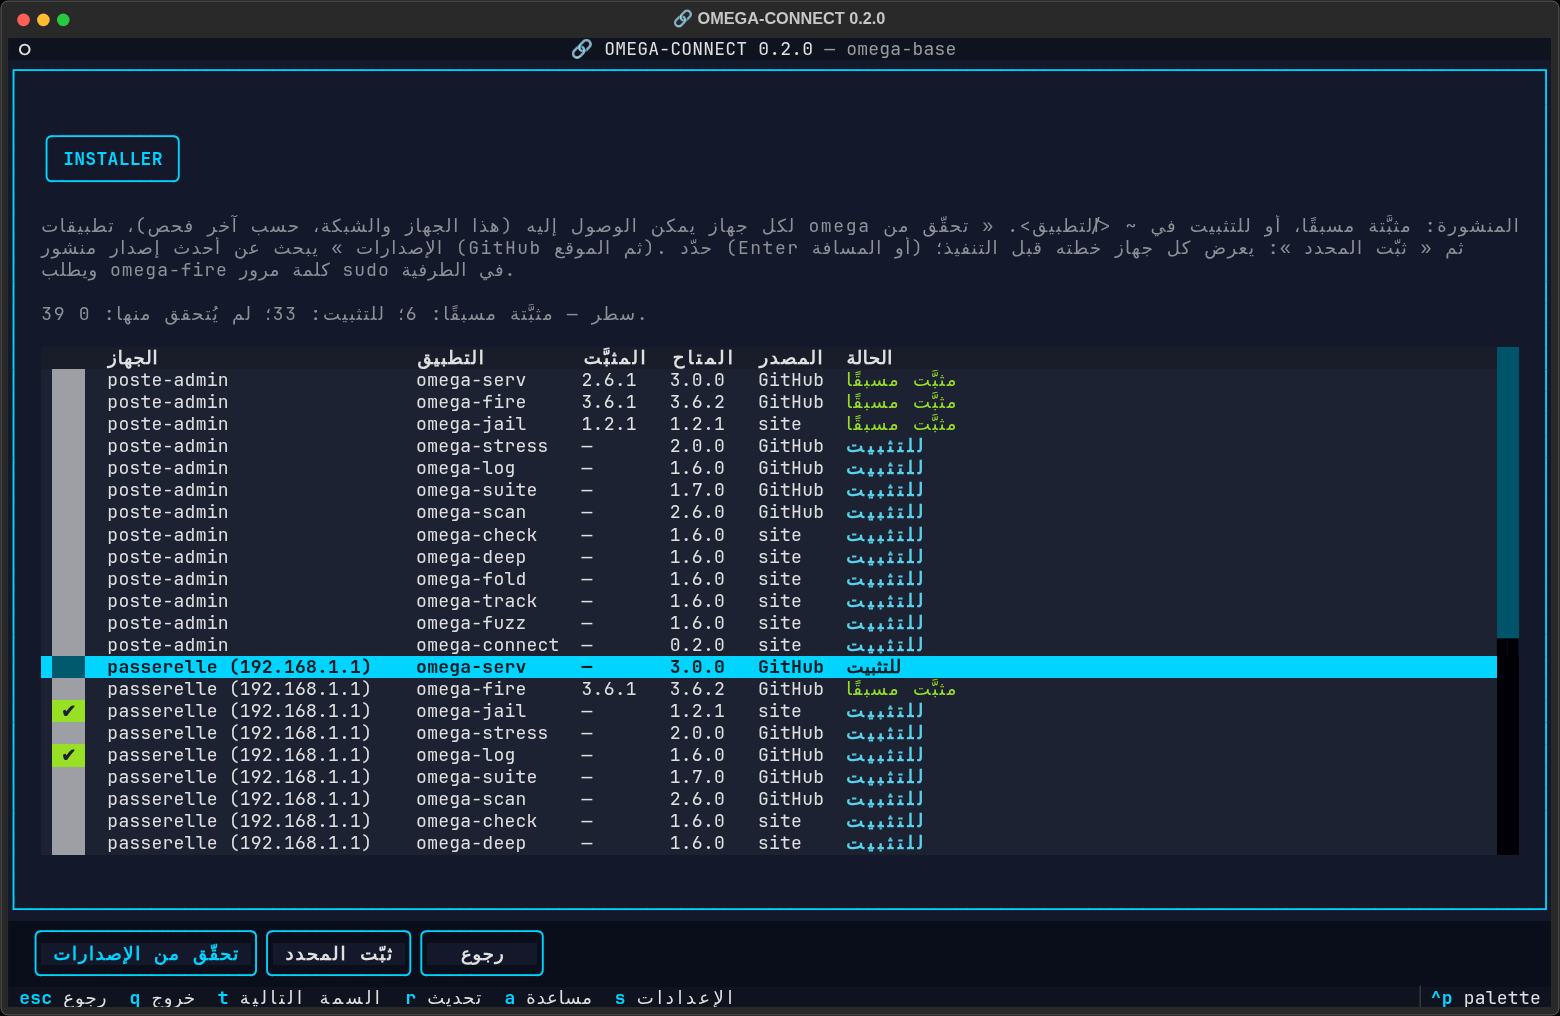 🔗 OMEGA-CONNECT 0.2.0
🔗 OMEGA-CONNECT 0.2.0 — omega-base
INSTALLER
لكل جهاز يمكن الوصول إليه (هذا الجهاز والشبكة، حسب آخر فحص)، تطبيقات omega المنشورة: مثبَّتة مسبقًا، أو للتثبيت في ~/<التطبيق>. « تحقّق من
الإصدارات » يبحث عن أحدث إصدار منشور (GitHub ثم الموقع). حدّد (Enter أو المسافة) ثم « ثبّت المحدد »: يعرض كل جهاز خطته قبل التنفيذ؛
ويطلب omega-fire كلمة مرور sudo في الطرفية.
39 سطر — مثبَّتة مسبقًا: 6؛ للتثبيت: 33؛ لم يُتحقق منها: 0.
الجهاز التطبيق المثبَّت المتاح المصدر الحالة
poste-admin omega-serv 2.6.1 3.0.0 GitHub مثبَّت مسبقًا
poste-admin omega-fire 3.6.1 3.6.2 GitHub مثبَّت مسبقًا
poste-admin omega-jail 1.2.1 1.2.1 site مثبَّت مسبقًا
poste-admin omega-stress — 2.0.0 GitHub للتثبيت
poste-admin omega-log — 1.6.0 GitHub للتثبيت
poste-admin omega-suite — 1.7.0 GitHub للتثبيت
poste-admin omega-scan — 2.6.0 GitHub للتثبيت
poste-admin omega-check — 1.6.0 site للتثبيت
poste-admin omega-deep — 1.6.0 site للتثبيت
poste-admin omega-fold — 1.6.0 site للتثبيت
poste-admin omega-track — 1.6.0 site للتثبيت
poste-admin omega-fuzz — 1.6.0 site للتثبيت
poste-admin omega-connect — 0.2.0 site للتثبيت
passerelle (192.168.1.1) omega-serv — 3.0.0 GitHub للتثبيت
passerelle (192.168.1.1) omega-fire 3.6.1 3.6.2 GitHub مثبَّت مسبقًا
✔ passerelle (192.168.1.1) omega-jail — 1.2.1 site للتثبيت
passerelle (192.168.1.1) omega-stress — 2.0.0 GitHub للتثبيت
✔ passerelle (192.168.1.1) omega-log — 1.6.0 GitHub للتثبيت
passerelle (192.168.1.1) omega-suite — 1.7.0 GitHub للتثبيت
passerelle (192.168.1.1) omega-scan — 2.6.0 GitHub للتثبيت
passerelle (192.168.1.1) omega-check — 1.6.0 site للتثبيت
passerelle (192.168.1.1) omega-deep — 1.6.0 site للتثبيت
تحقّق من الإصدارات ثبّت المحدد رجوع
esc رجوع q خروج t السمة التالية r تحديث a مساعدة s الإعدادات ^p palette